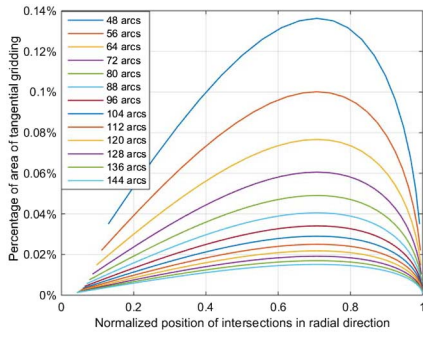 0.14%
0.12%
0.1%
0.08%
0.06%
0.04%
0.02%
0%
Percentage of area of tangential gridding
48 arcs
56 arcs
64 arcs
72 arcs
80 arcs
88 arcs
96 arcs
104 arcs
112 arcs
120 arcs
128 arcs
136 arcs
144 arcs
0 0.2 0.4 0.6 0.8 1
Normalized position of intersections in radial direction